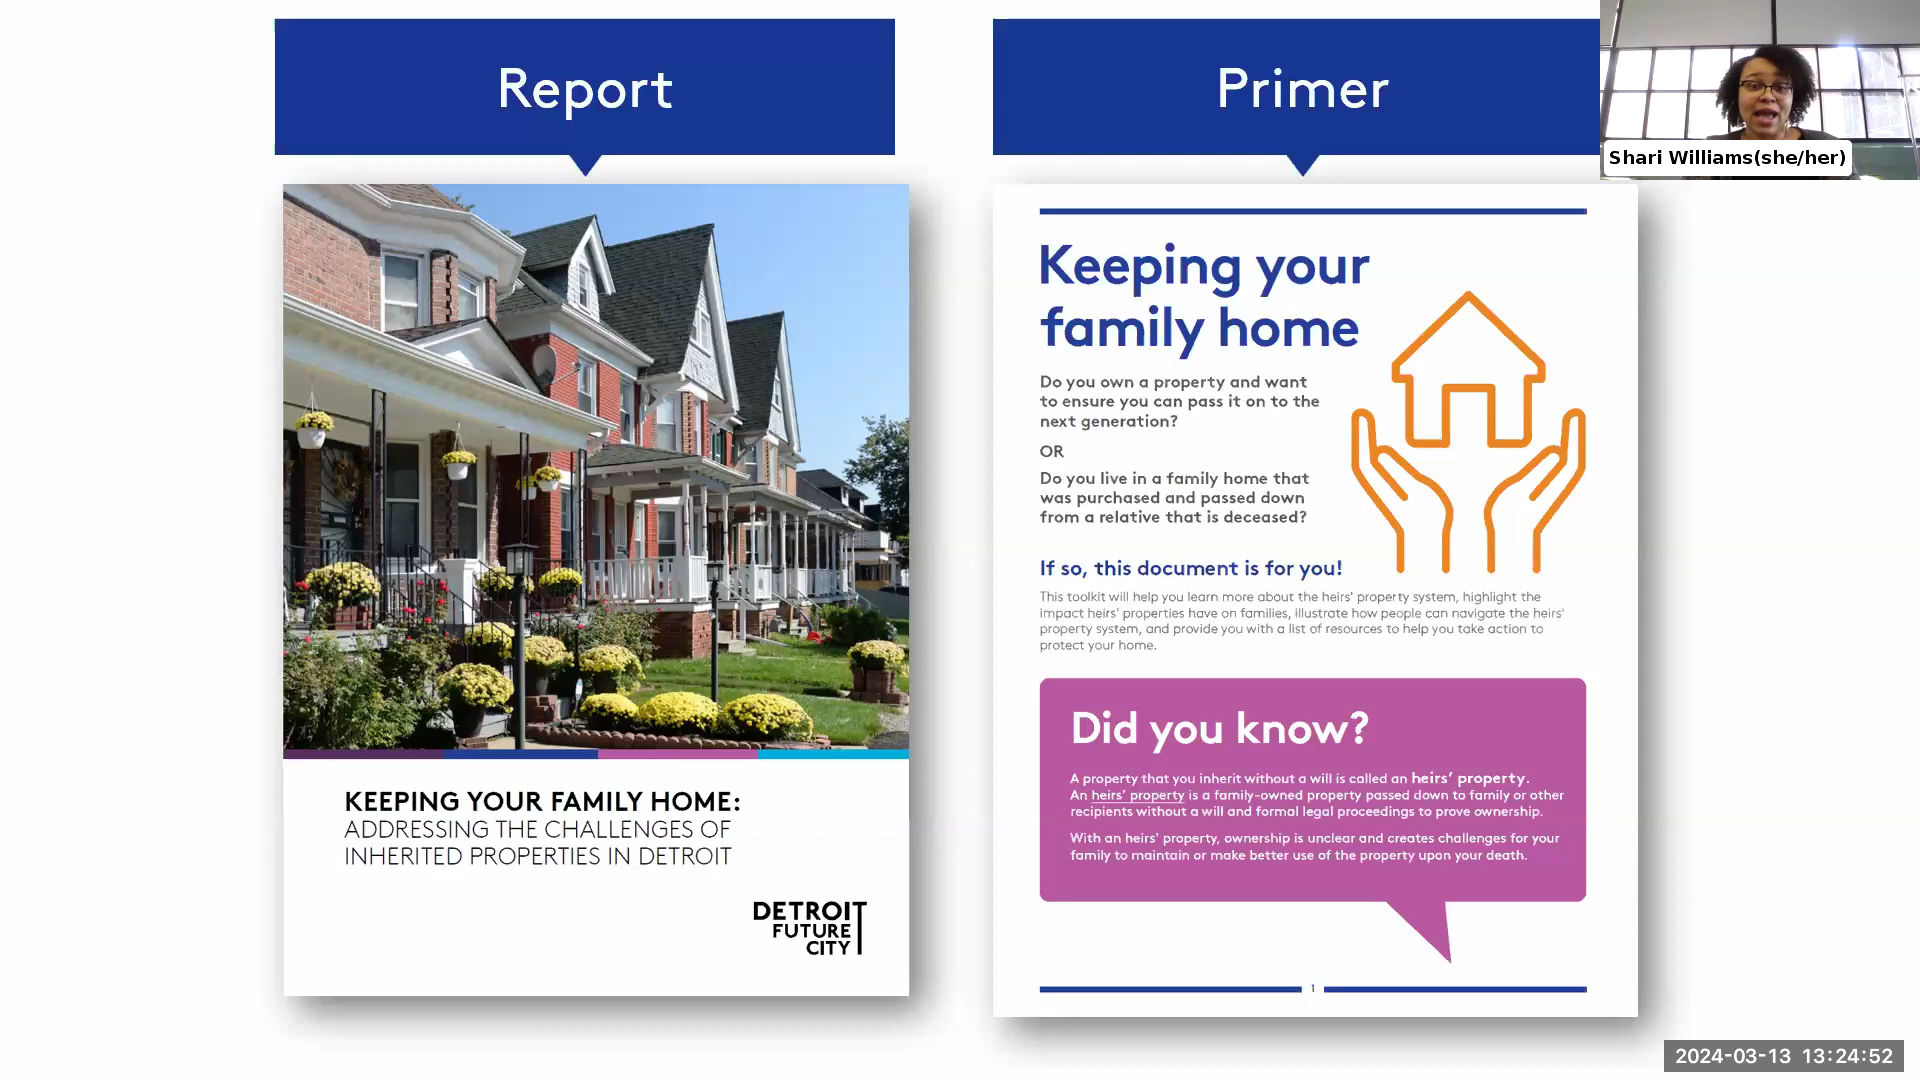 Report
Primer
Shari Williams(she/her)
KEEPING YOUR FAMILY HOME:
ADDRESSING THE CHALLENGES OF
INHERITED PROPERTIES IN DETROIT
DETROIT
FUTURE
CITY
Keeping your
family home
Do you own a property and want
to ensure you can pass it on to the
next generation?
OR
Do you live in a family home that
was purchased and passed down
from a relative that is deceased?
If so, this document is for you!
This toolkit will help you learn more about the heirs' property system, highlight the
impact heirs' properties have on families, illustrate how people can navigate the heirs'
property system, and provide you with a list of resources to help you take action to
protect your home.
Did you know?
A property that you inherit without a will is called an heirs’ property.
An heirs’ property is a family-owned property passed down to family or other
recipients without a will and formal legal proceedings to prove ownership.
With an heirs' property, ownership is unclear and creates challenges for your
family to maintain or make better use of the property upon your death.
1
2024-03-13 13:24:52